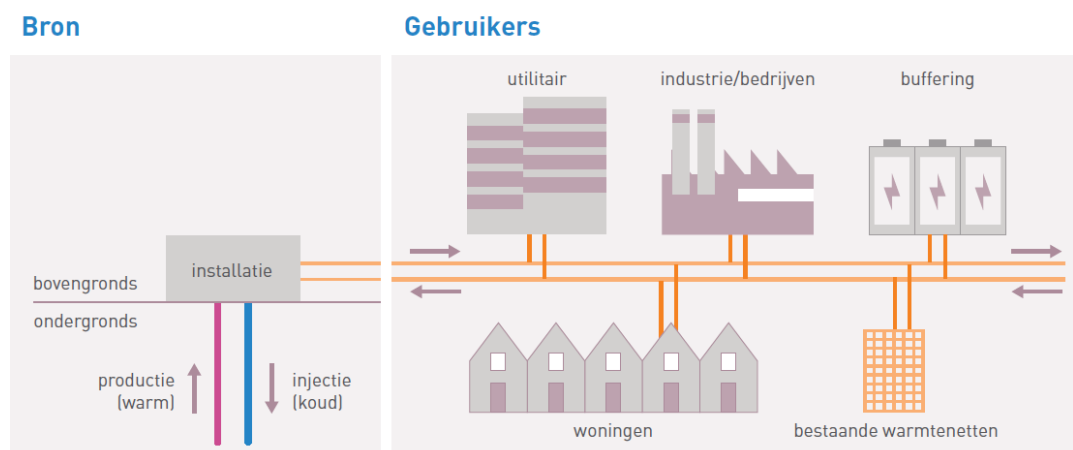 Bron
Gebruikers
utilitair
industrie/bedrijven
buffering
installatie
bovengronds
ondergronds
productie
(warm)
injectie
(koud)
woningen
bestaande warmtenetten